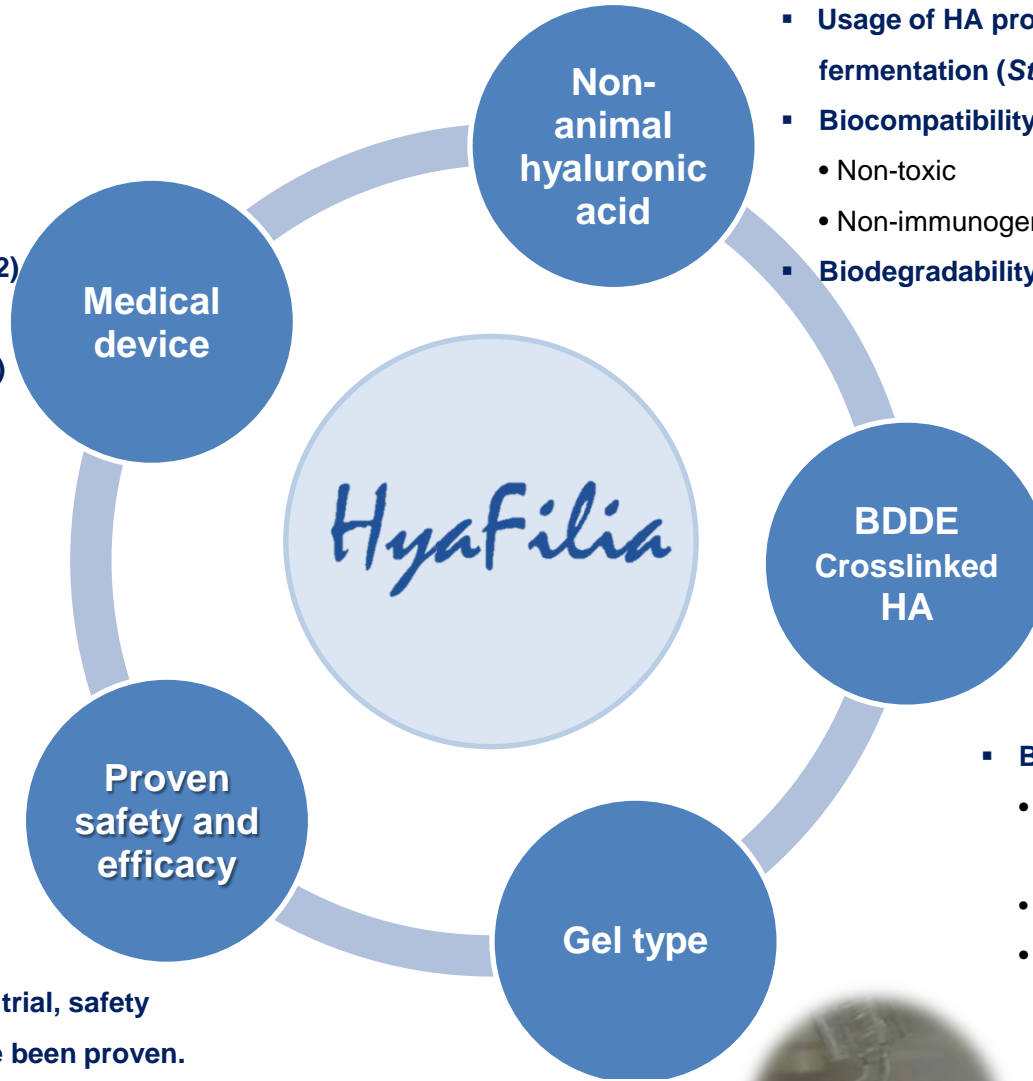 ▪ Usage of HA pro
fermentation (St
▪ Biocompatibility
• Non-toxic
• Non-immunogen
▪ Biodegradability
Non-
animal
hyaluronic
acid
2)
)
Medical
device
HyaFilia
BDDE
Crosslinked
HA
▪ B
•
•
•
Proven
safety and
efficacy
Gel type
trial, safety
been proven.